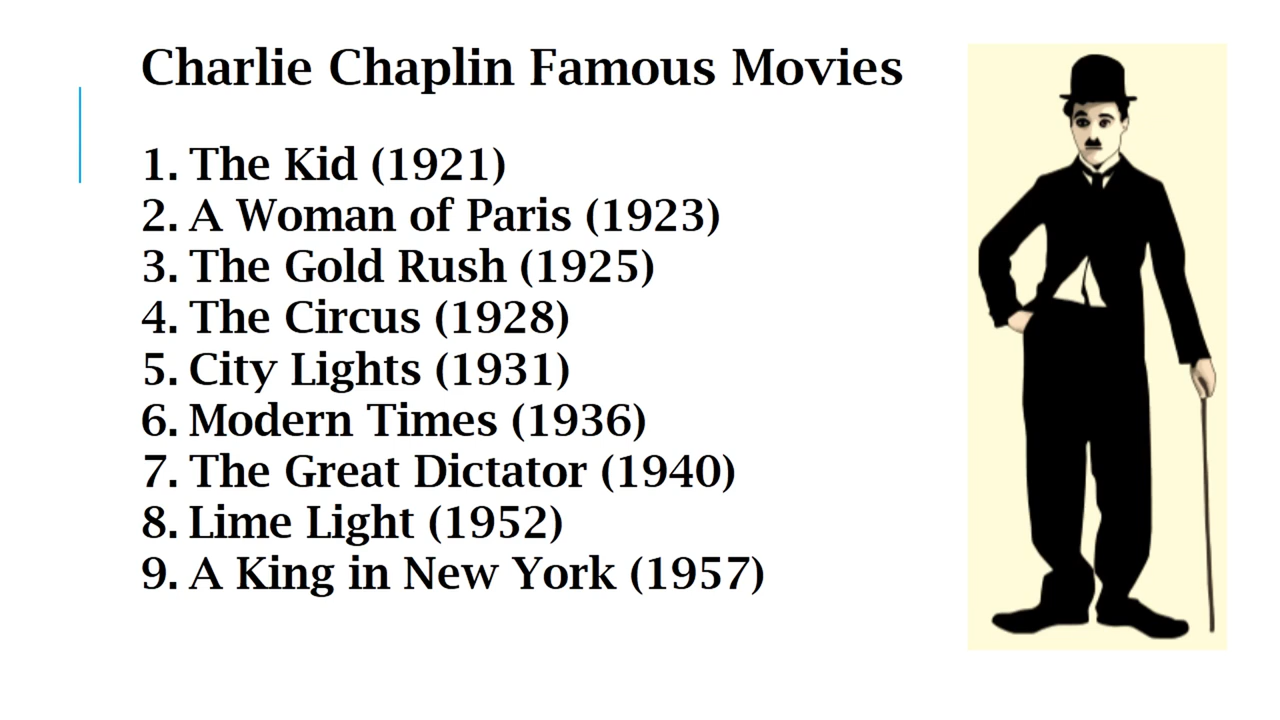 Charlie Chaplin Famous Movies
1. The Kid (1921)
2. A Woman of Paris (1923)
3. The Gold Rush (1925)
4. The Circus (1928)
5. City Lights (1931)
6. Modern Times (1936)
7. The Great Dictator (1940)
8. Lime Light (1952)
9. A King in New York (1957)